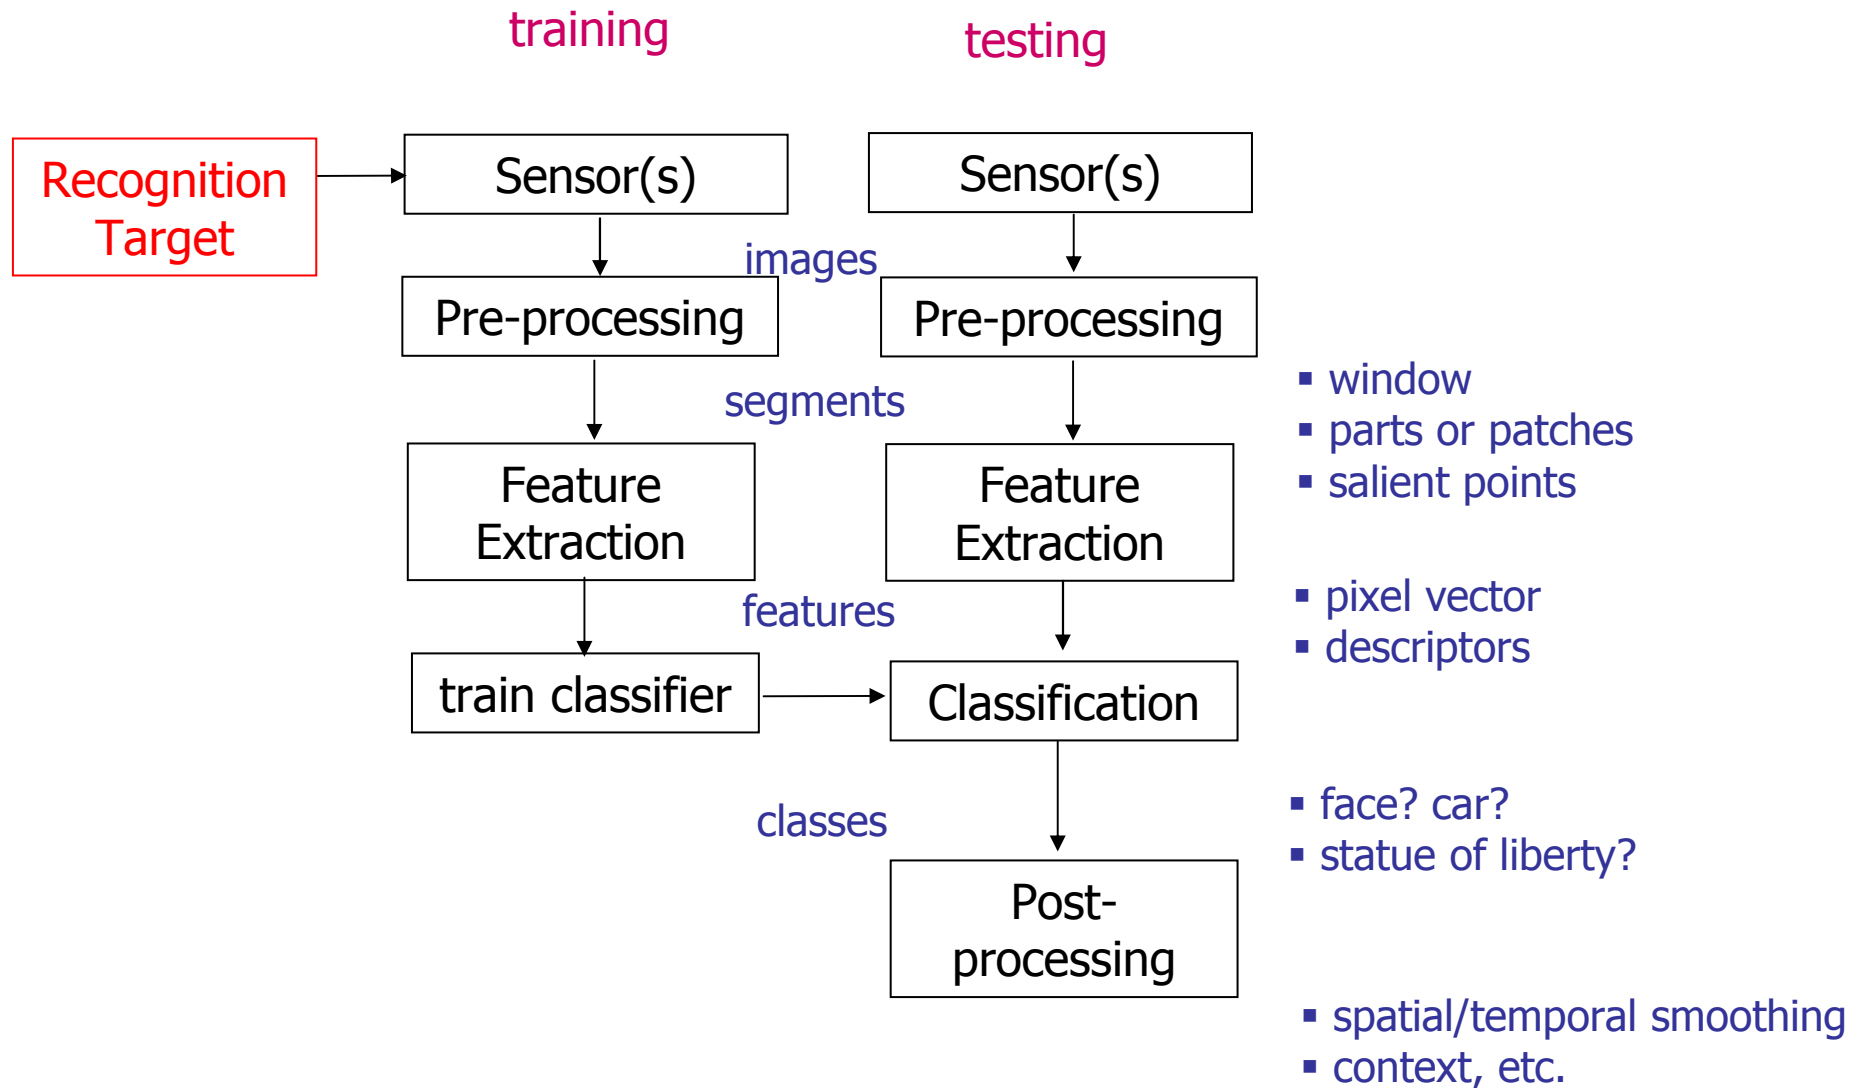 training
testing
Recognition
Target
Sensor(s)
Sensor(s)
images
Pre-processing
Pre-processing
segments
▪ window
▪ parts or patches
▪ salient points
Feature
Extraction
Feature
Extraction
features
▪ pixel vector
▪ descriptors
train classifier
Classification
classes
▪ face? car?
▪ statue of liberty?
Post-
processing
▪ spatial/temporal smoothing
▪ context, etc.